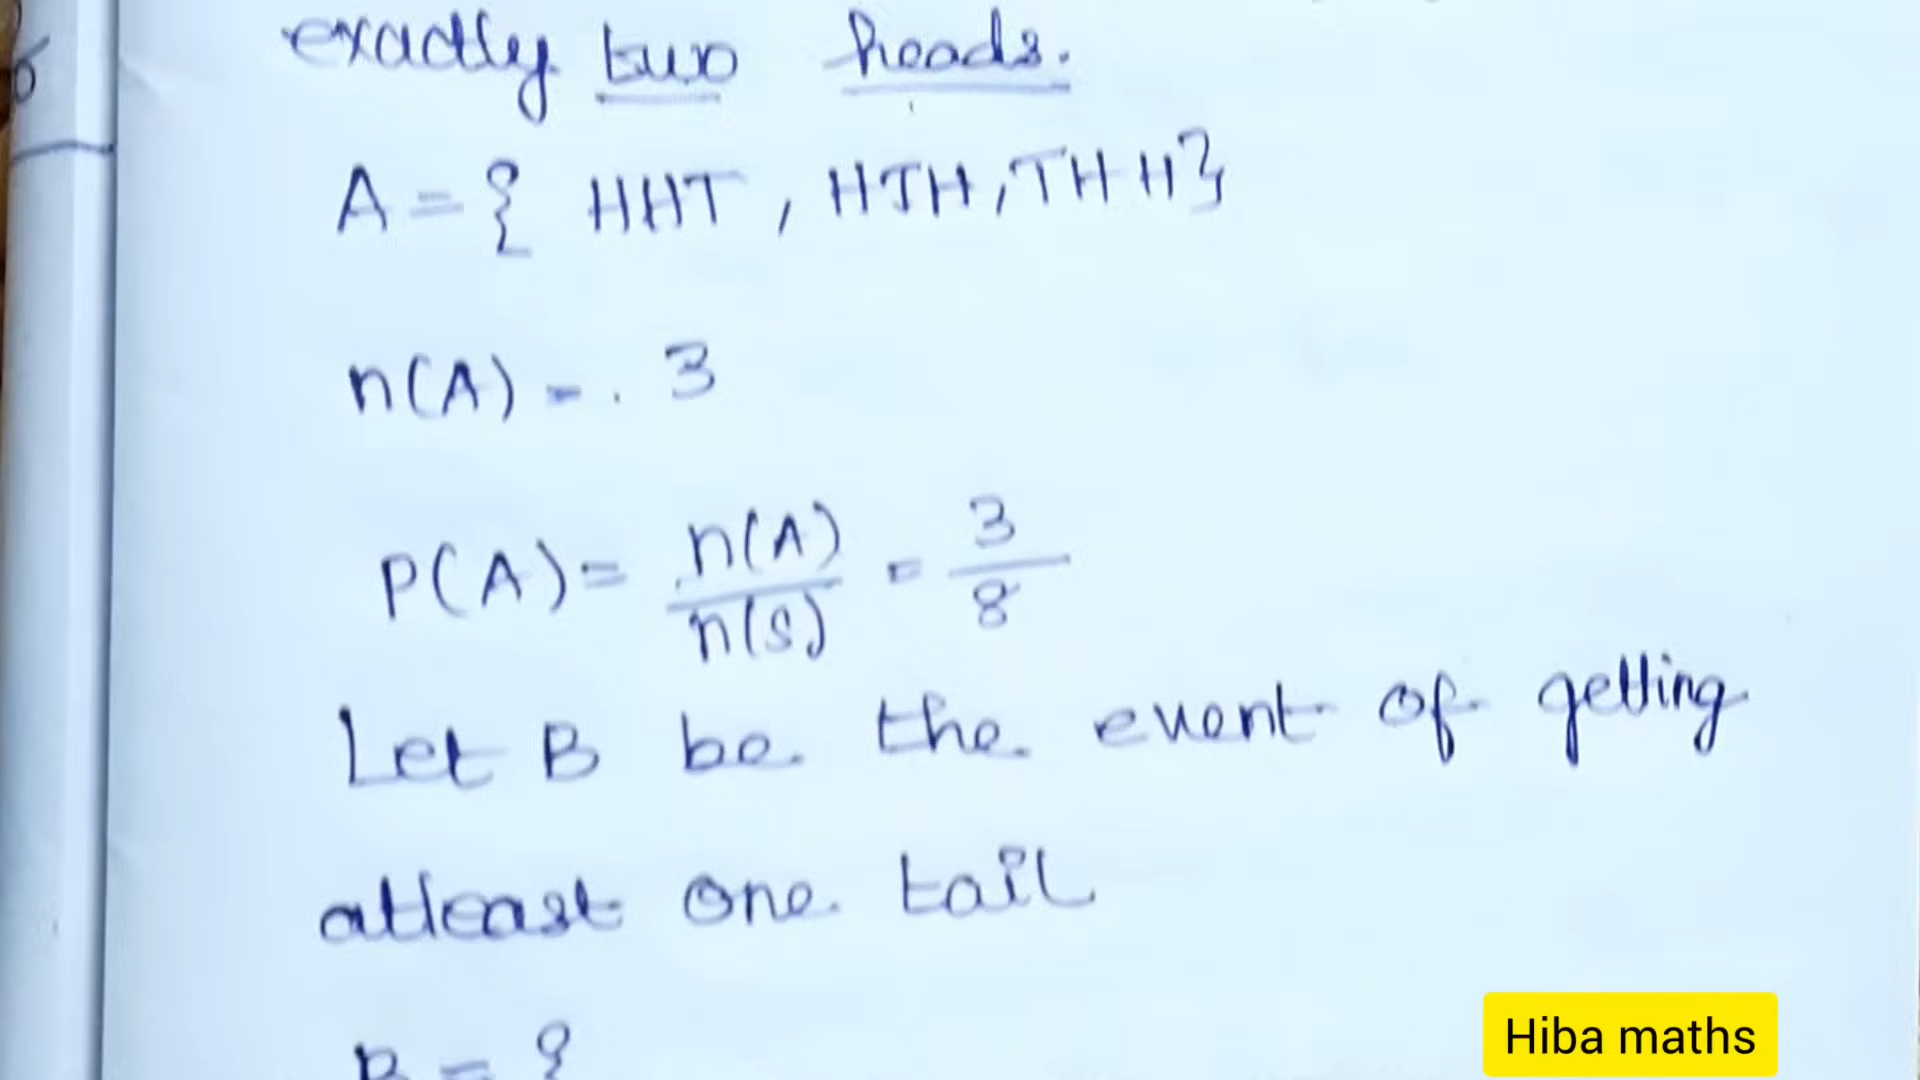 exactly two heads.
A = { HHT , HTH, THH}
n(A) = 3
P(A) = n(A)/n(S) = 3/8
Let B be the event of getting
atleast one tail
B = {
Hiba maths